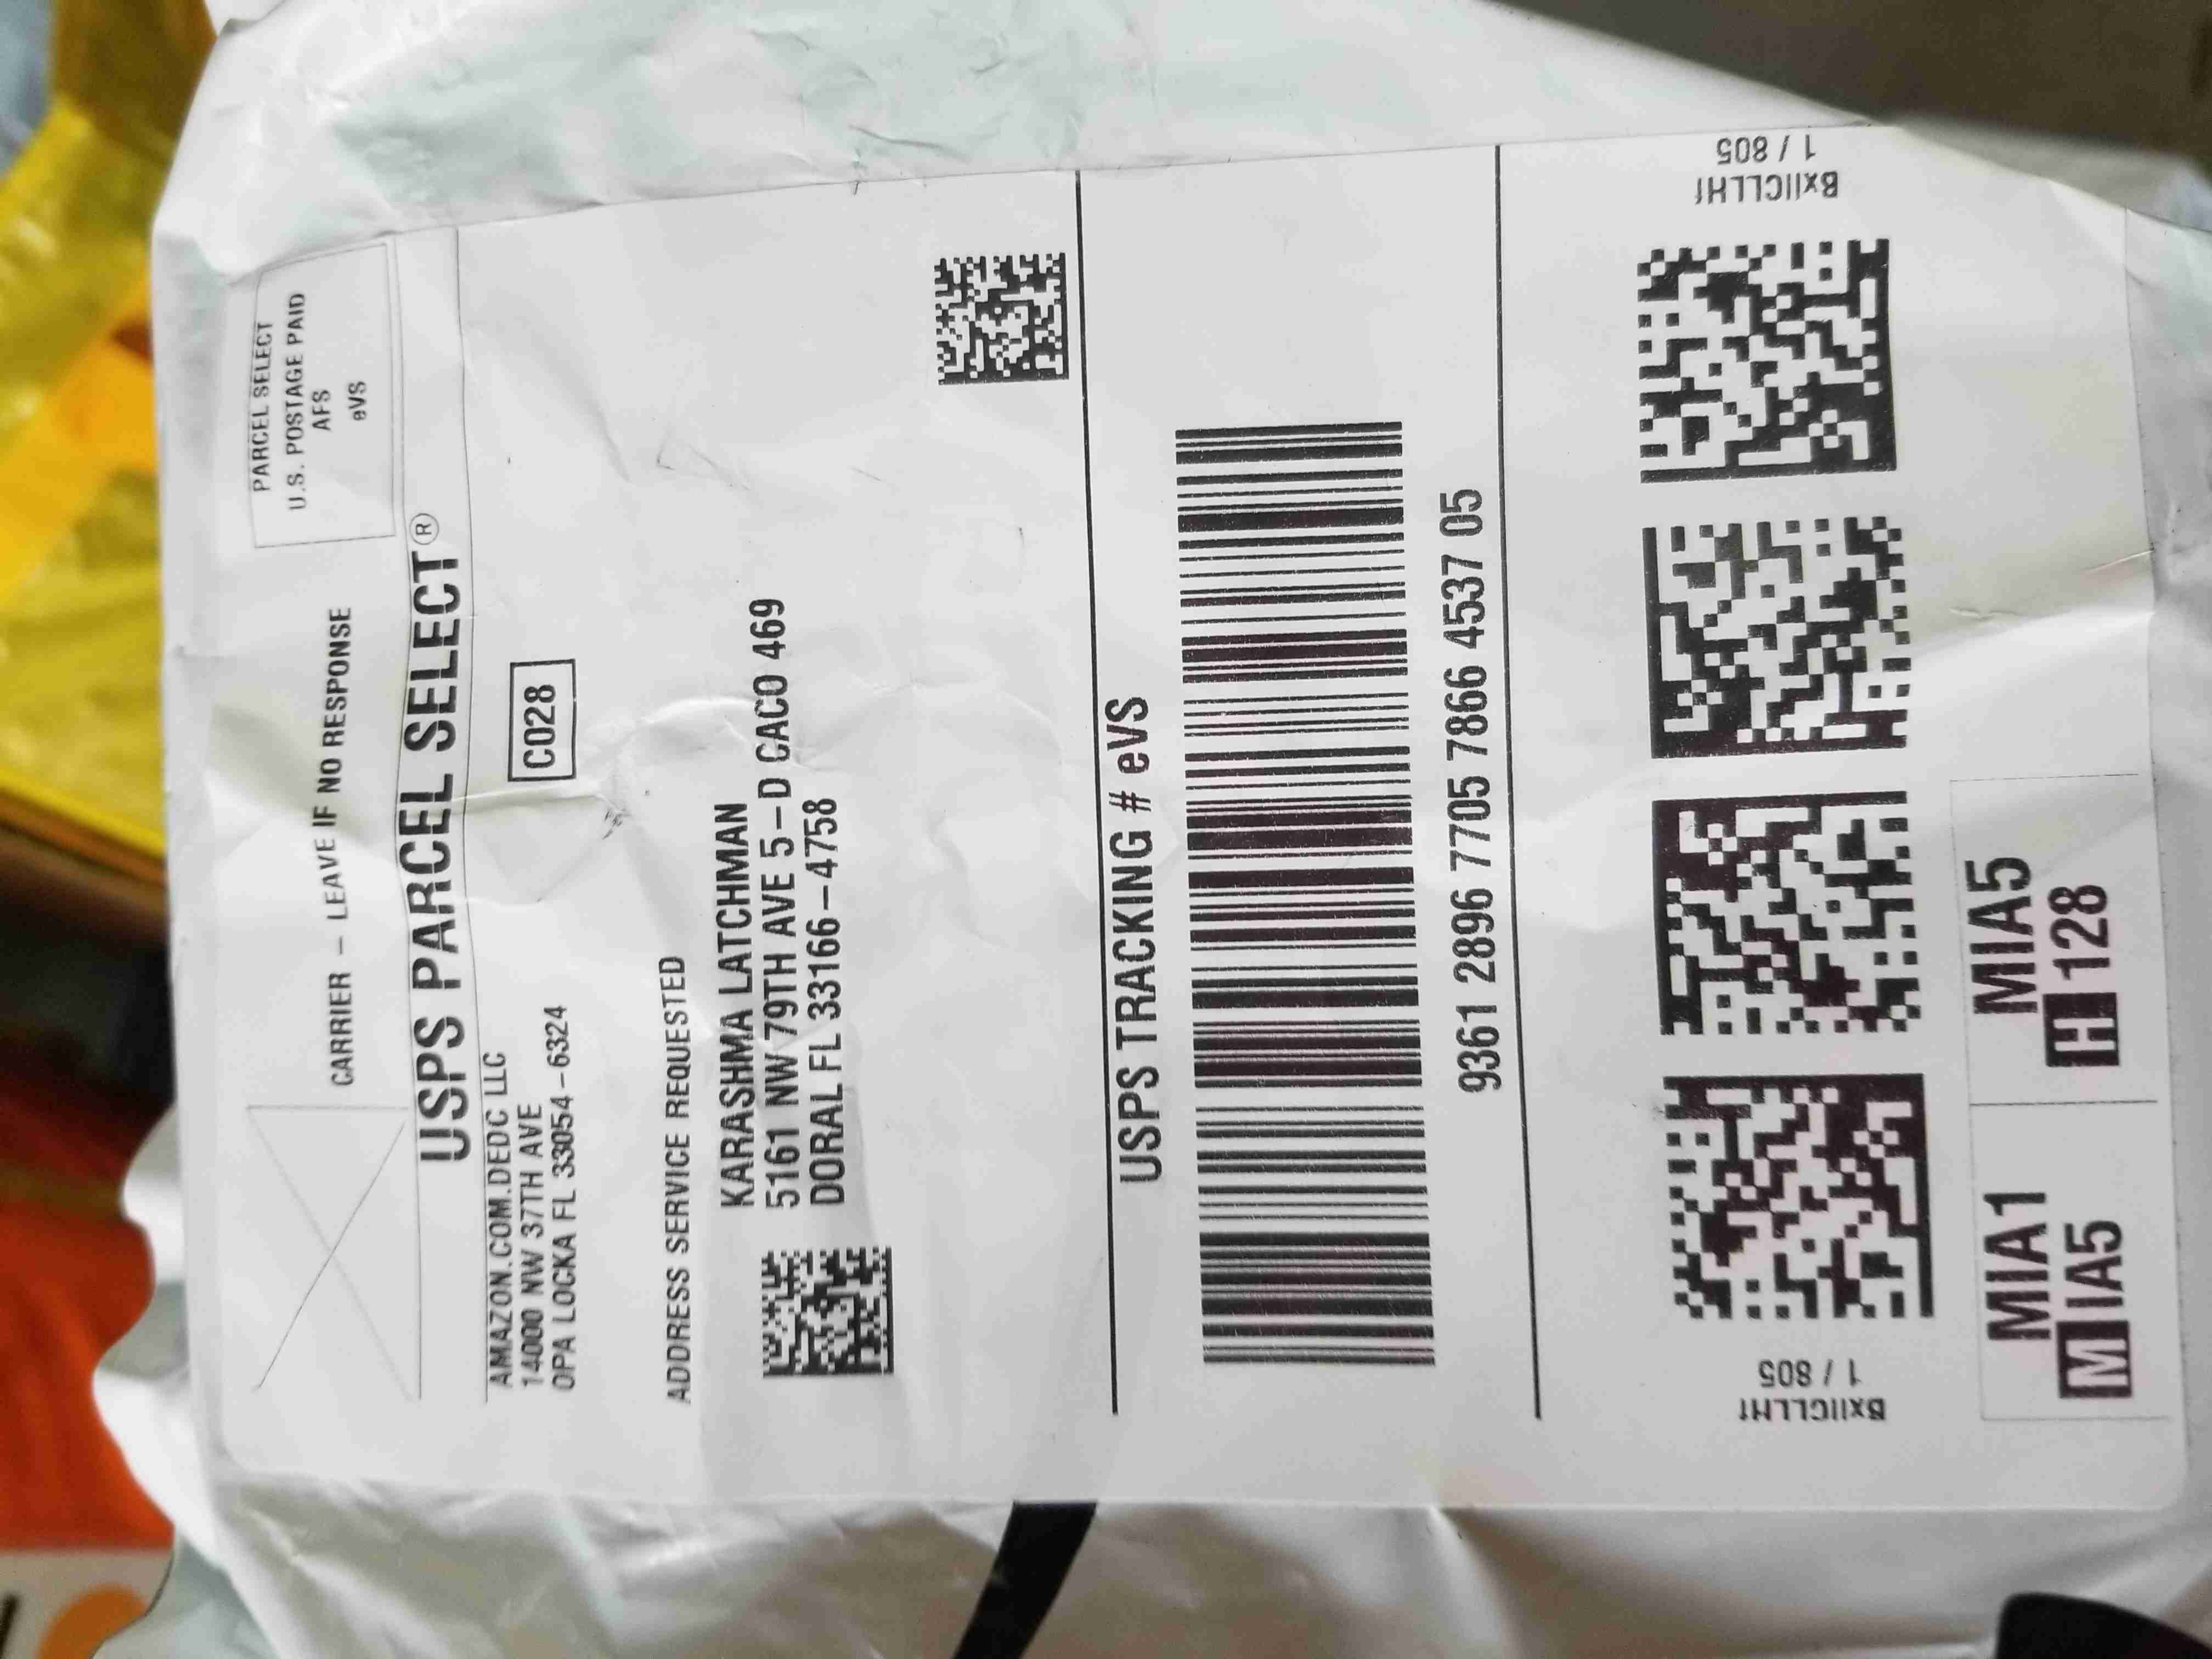 PARCEL SELECT
U.S. POSTAGE PAID
AFS
eVS
CARRIER – LEAVE IF NO RESPONSE
USPS PARCEL SELECT®
AMAZON.COM.DEDC LLC
14000 NW 37TH AVE
OPA LOCKA FL 33054–6324
C028
ADDRESS SERVICE REQUESTED
KARASHMA LATCHMAN
5161 NW 79TH AVE 5–D CACO 469
DORAL FL 33166–4758
USPS TRACKING # eVS
9361 2896 7705 7866 4537 05
BxIICLLHf
1 / 805
BxIICLLHf
1 / 805
MIA1
MIA5
MIA5
H 128